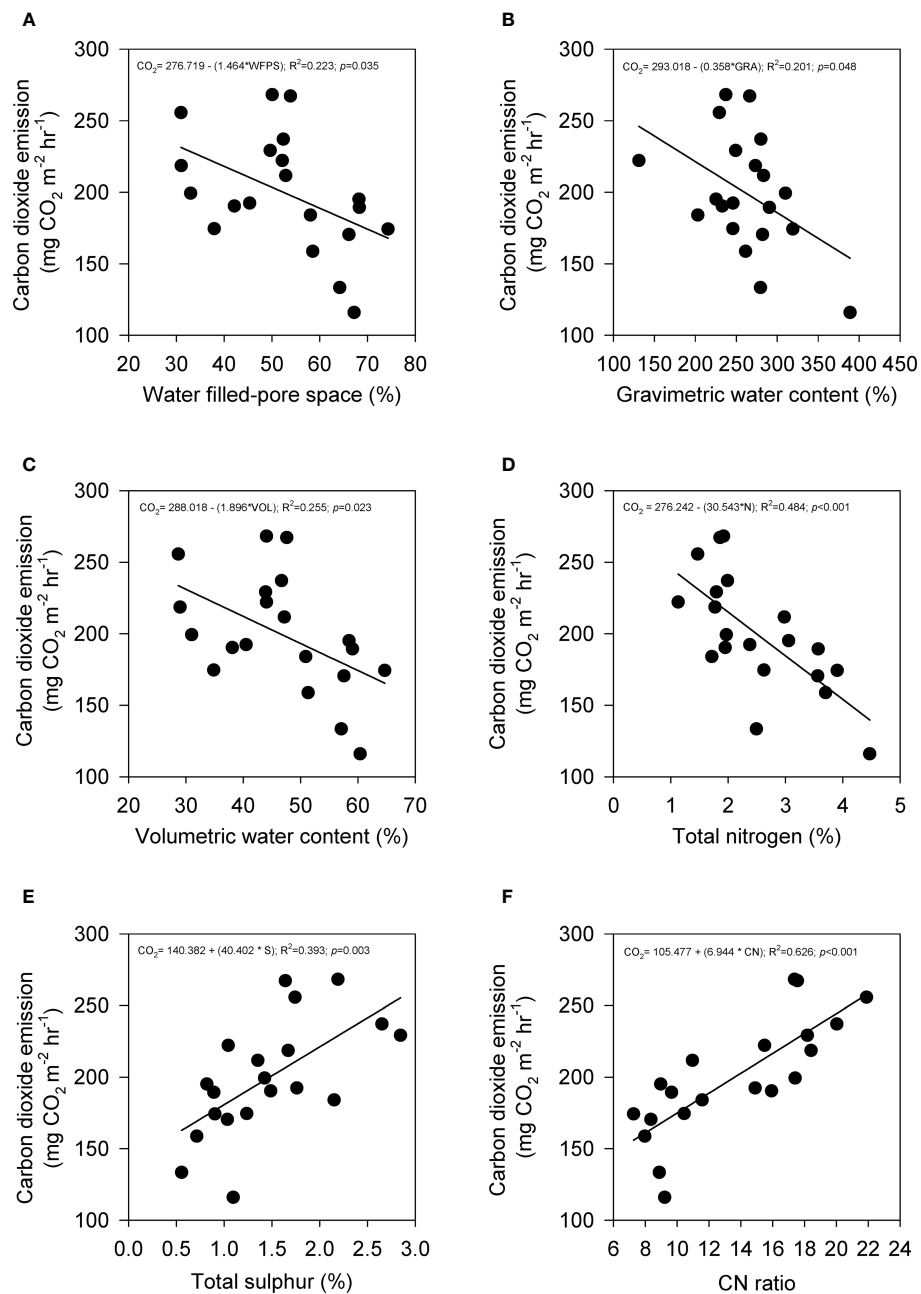 A
CO₂= 276.719 - (1.464*WFPS); R²=0.223; p=0.035
Carbon dioxide emission
(mg CO₂ m⁻² hr⁻¹)
300
250
200
150
100
20 30 40 50 60 70 80
Water filled-pore space (%)
B
CO₂= 293.018 - (0.358*GRA); R²=0.201; p=0.048
Carbon dioxide emission
(mg CO₂ m⁻² hr⁻¹)
300
250
200
150
100
100 150 200 250 300 350 400 450
Gravimetric water content (%)
C
CO₂= 288.018 - (1.896*VOL); R²=0.255; p=0.023
Carbon dioxide emission
(mg CO₂ m⁻² hr⁻¹)
300
250
200
150
100
20 30 40 50 60 70
Volumetric water content (%)
D
CO₂ = 276.242 - (30.543*N); R²=0.484; p<0.001
Carbon dioxide emission
(mg CO₂ m⁻² hr⁻¹)
300
250
200
150
100
0 1 2 3 4 5
Total nitrogen (%)
E
CO₂= 140.382 + (40.402 * S); R²=0.393; p=0.003
Carbon dioxide emission
(mg CO₂ m⁻² hr⁻¹)
300
250
200
150
100
0.0 0.5 1.0 1.5 2.0 2.5 3.0
Total sulphur (%)
F
CO₂= 105.477 + (6.944 * CN); R²=0.626; p<0.001
Carbon dioxide emission
(mg CO₂ m⁻² hr⁻¹)
300
250
200
150
100
6 8 10 12 14 16 18 20 22 24
CN ratio